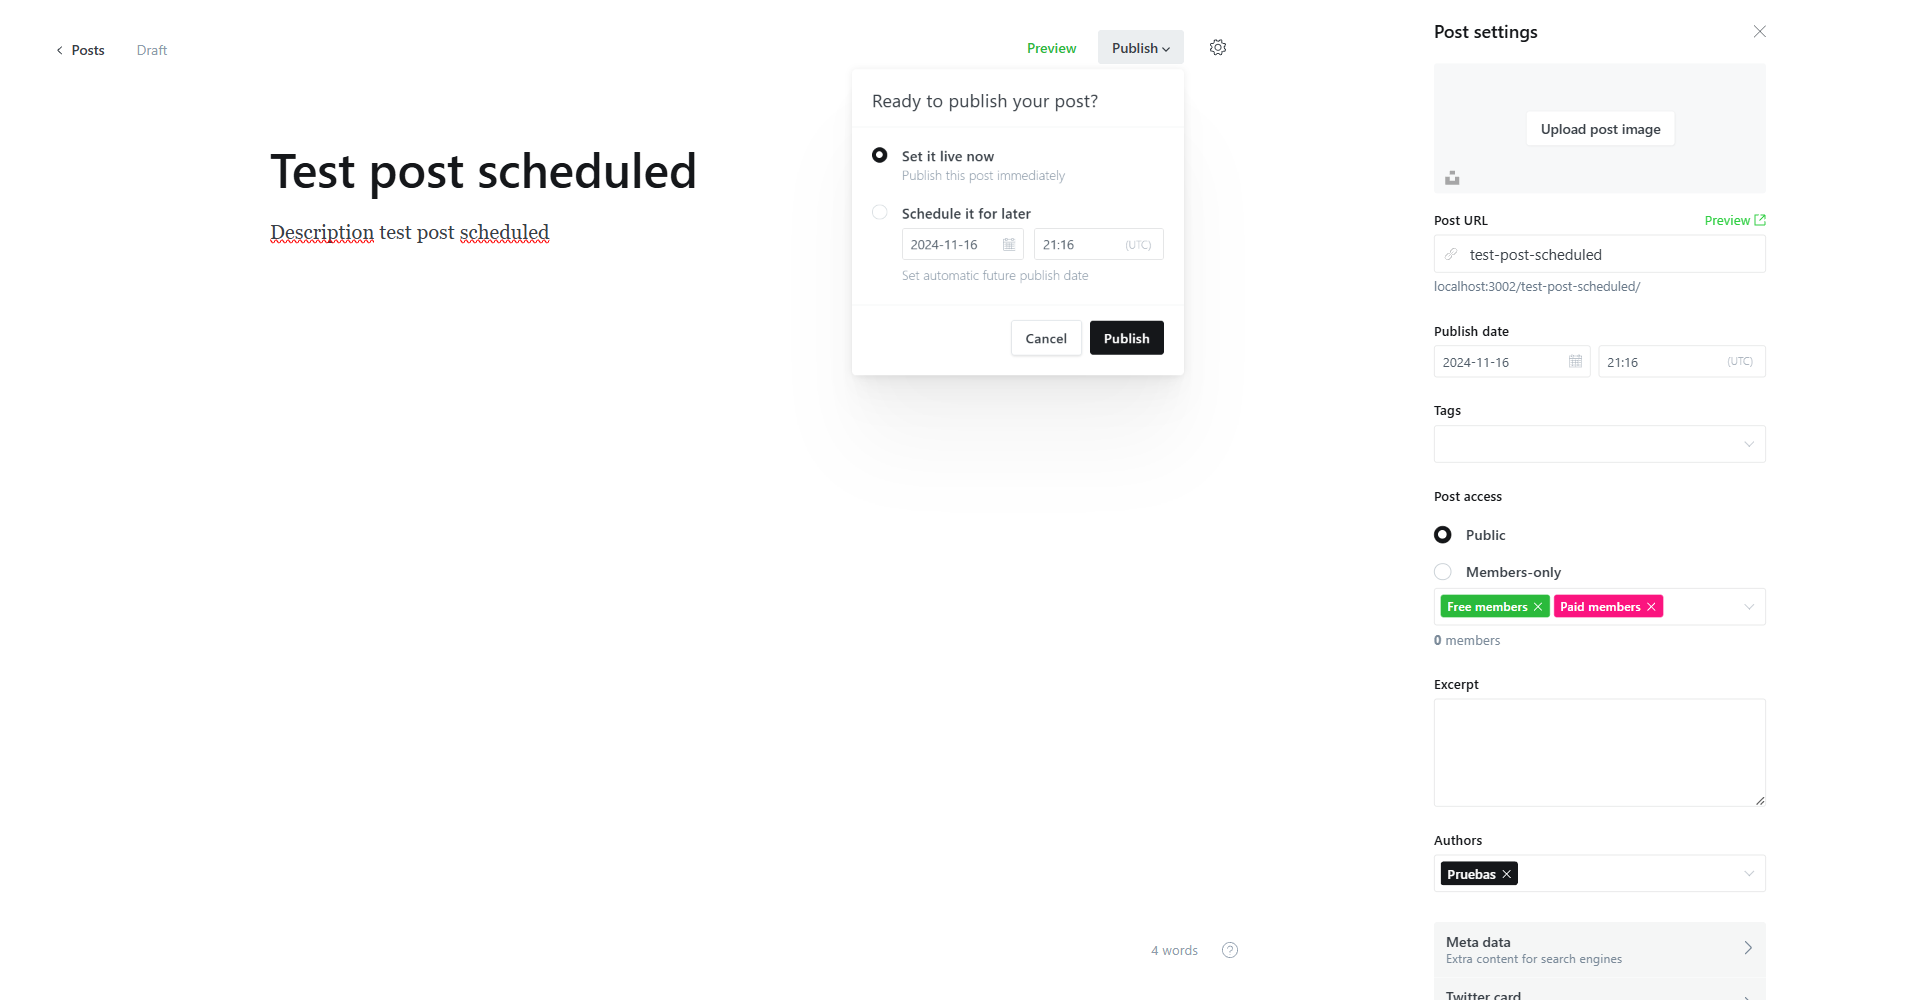 Posts
Draft
Preview
Publish
Ready to publish your post?
Set it live now
Publish this post immediately
Schedule it for later
2024-11-16
21:16
(UTC)
Set automatic future publish date
Cancel
Publish
Test post scheduled
Description test post scheduled
4 words
?
Post settings
Upload post image
Post URL
Preview
test-post-scheduled
localhost:3002/test-post-scheduled/
Publish date
2024-11-16
21:16
(UTC)
Tags
Post access
Public
Members-only
Free members
Paid members
0 members
Excerpt
Authors
Pruebas
Meta data
Extra content for search engines
Twitter card